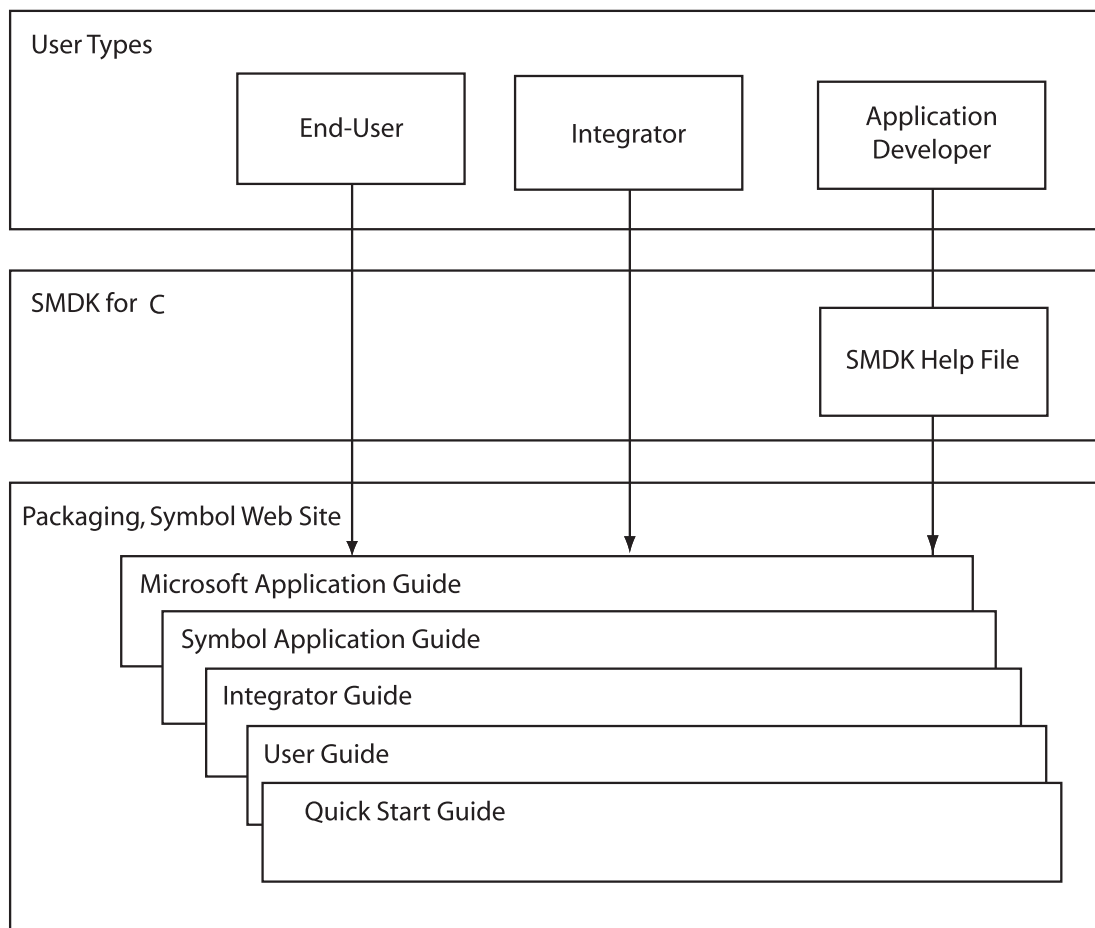 User Types
End-User
Integrator
Application
Developer
SMDK for C
SMDK Help File
Packaging, Symbol Web Site
Microsoft Application Guide
Symbol Application Guide
Integrator Guide
User Guide
Quick Start Guide